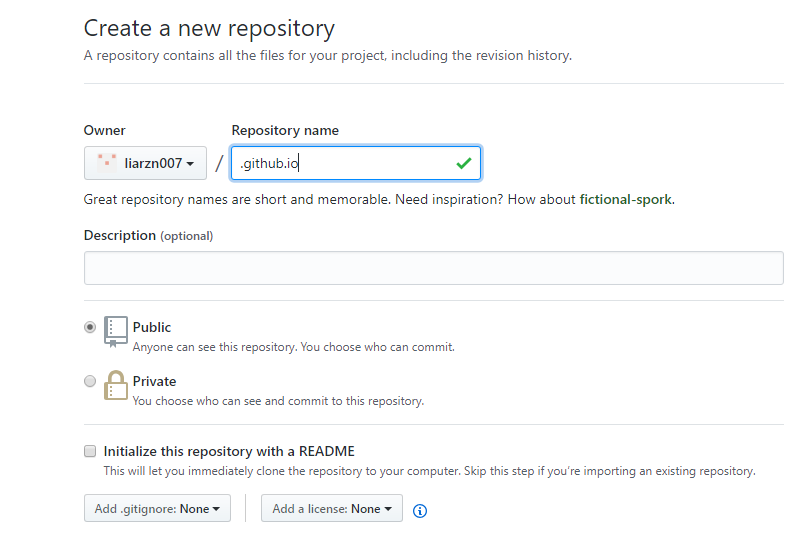 Create a new repository
A repository contains all the files for your project, including the revision history.
Owner Repository name
liarzn007 / .github.io
Great repository names are short and memorable. Need inspiration? How about fictional-spork.
Description (optional)
Public
Anyone can see this repository. You choose who can commit.
Private
You choose who can see and commit to this repository.
Initialize this repository with a README
This will let you immediately clone the repository to your computer. Skip this step if you’re importing an existing repository.
Add .gitignore: None Add a license: None